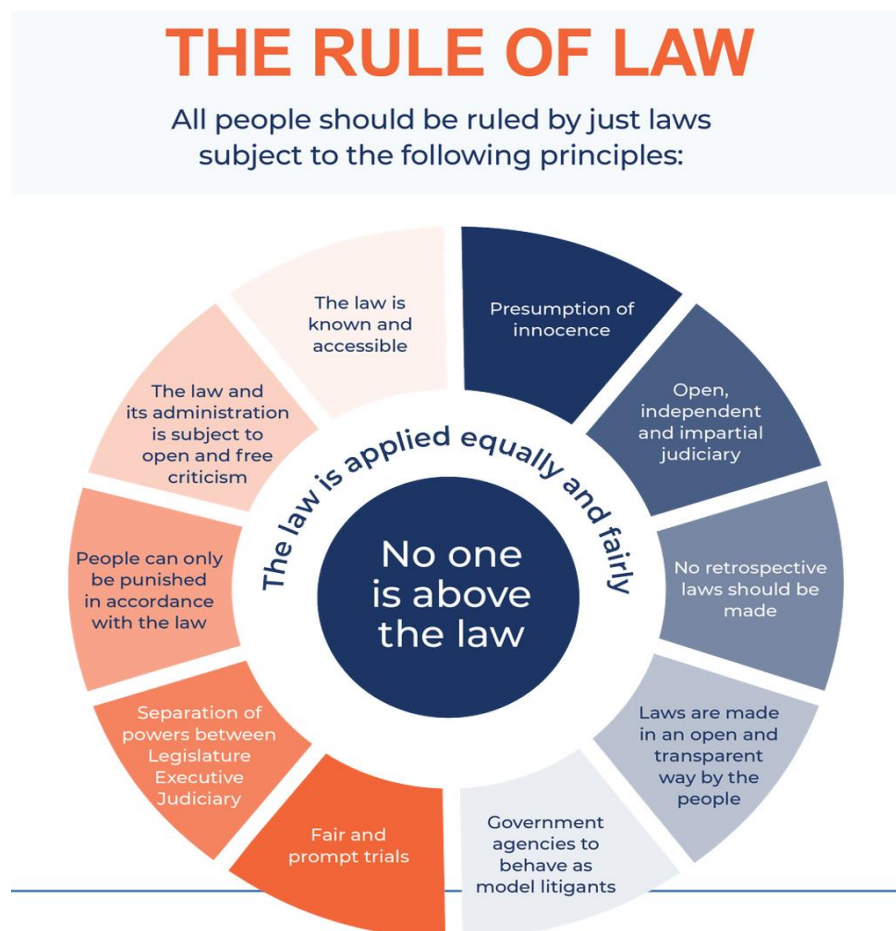 THE RULE OF LAW
All people should be ruled by just laws
subject to the following principles:
The law is
known and
accessible
Presumption of
innocence
Open,
independent
and impartial
judiciary
No retrospective
laws should be
made
Laws are made
in an open and
transparent
way by the
people
Government
agencies to
behave as
model litigants
Fair and
prompt trials
Separation of
powers between
Legislature
Executive
Judiciary
People can only
be punished
in accordance
with the law
The law and
its administration
is subject to
open and free
criticism
The law is applied equally and fairly
No one
is above
the law